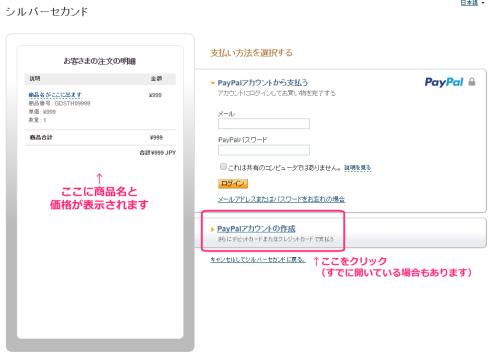 日本語
シルバーセカンド
お客さまの注文の明細
説明 金額
商品名がここに出ます ¥999
商品番号: GDSTH09999
単価: ¥999
数量: 1
商品合計 ¥999
合計 ¥999 JPY
↑
ここに商品名と
価格が表示されます
支払い方法を選択する
PayPalアカウントから支払う
PayPal
アカウントにログインしてお買い物を完了する
メール
PayPalパスワード
これは共有のコンピュータではありません。 説明を見る
ログイン
メールアドレスまたはパスワードをお忘れの場合
PayPalアカウントの作成
さらにデビットカードまたはクレジットカードで支払う
キャンセルしてシルバーセカンドに戻る。
↑ここをクリック
(すでに開いている場合もあります)